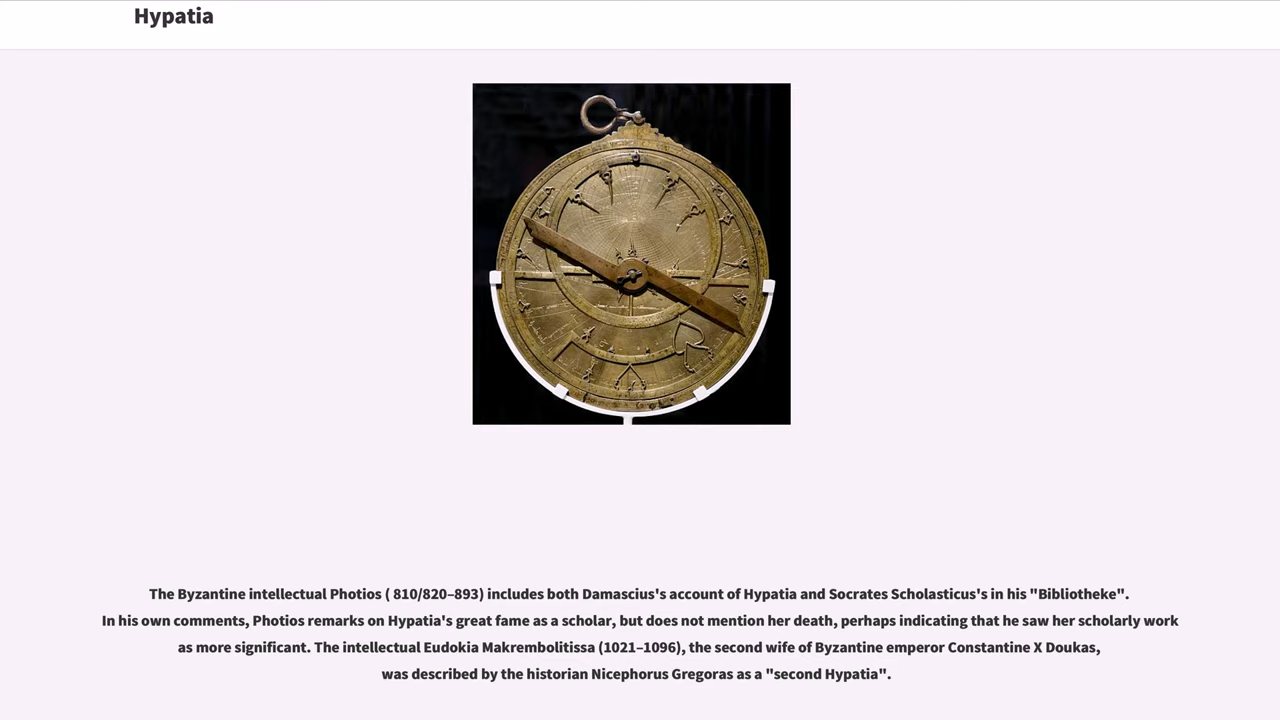 Hypatia
The Byzantine intellectual Photios ( 810/820–893) includes both Damascius's account of Hypatia and Socrates Scholasticus's in his "Bibliotheke".
In his own comments, Photios remarks on Hypatia's great fame as a scholar, but does not mention her death, perhaps indicating that he saw her scholarly work
as more significant. The intellectual Eudokia Makrembolitissa (1021–1096), the second wife of Byzantine emperor Constantine X Doukas,
was described by the historian Nicephorus Gregoras as a "second Hypatia".